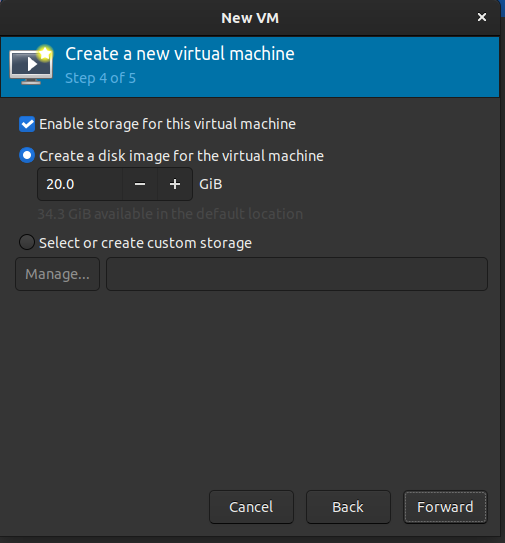 New VM
Create a new virtual machine
Step 4 of 5
Enable storage for this virtual machine
Create a disk image for the virtual machine
20.0 − + GiB
34.3 GiB available in the default location
Select or create custom storage
Manage...
Cancel Back Forward